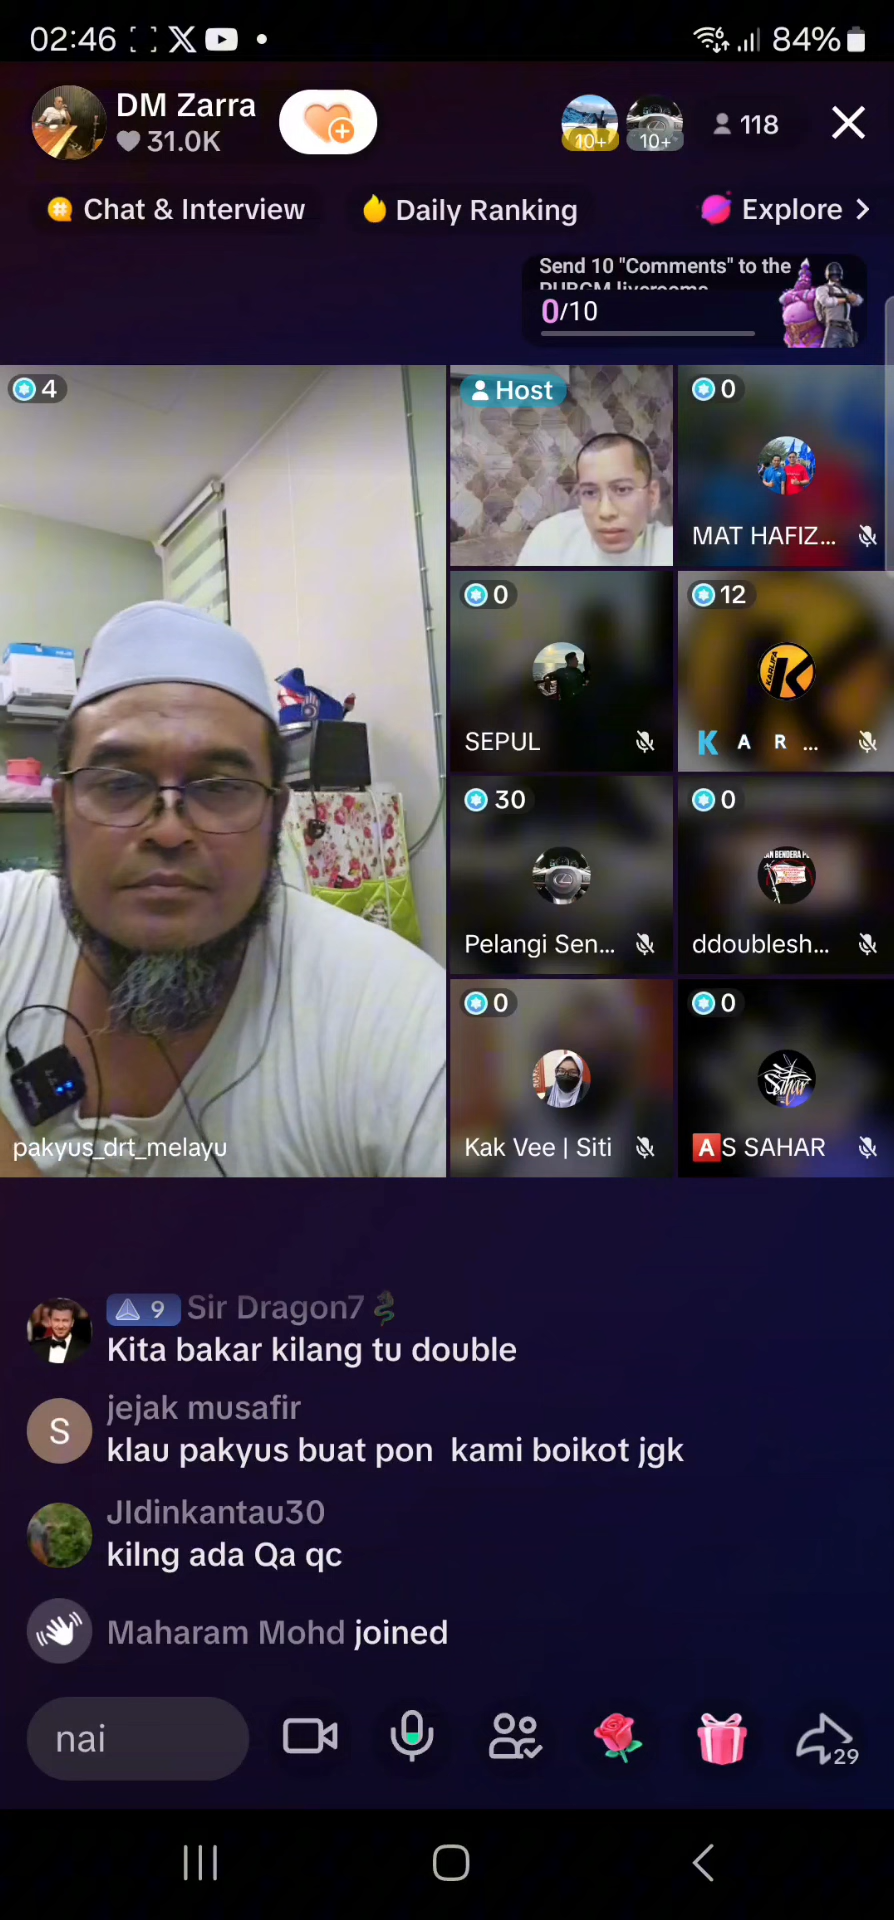 02:46
84%
DM Zarra
31.0K
10+
10+
118
Chat & Interview
Daily Ranking
Explore
Send 10 "Comments" to the
PUBGM liverooms
0/10
4
pakyus_drt_melayu
Host
0
MAT HAFIZ...
0
SEPUL
12
K A R ...
30
Pelangi Sen...
0
ddoublesh...
0
Kak Vee | Siti
0
AS SAHAR
9 Sir Dragon7
Kita bakar kilang tu double
S
jejak musafir
klau pakyus buat pon kami boikot jgk
JIdinkantau30
kilng ada Qa qc
Maharam Mohd joined
nai
29